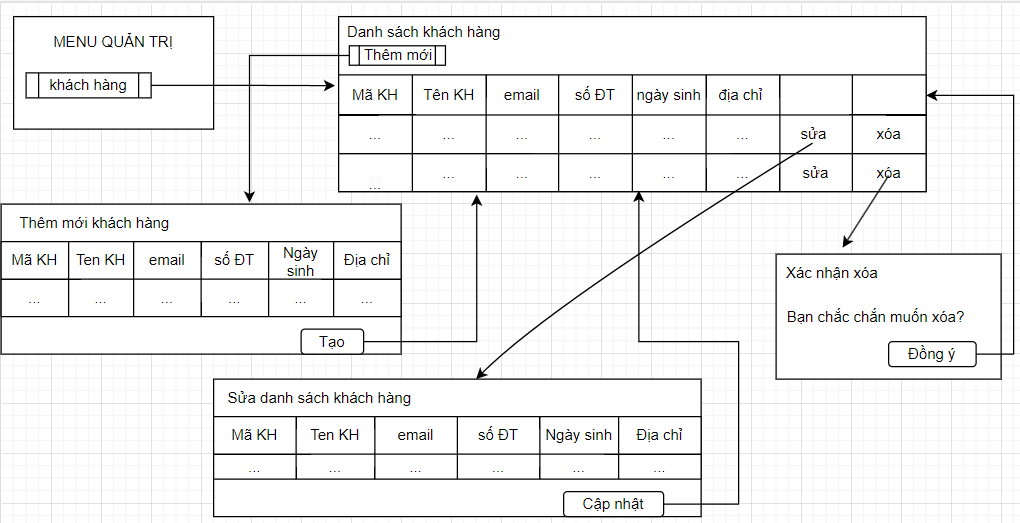 MENU QUẢN TRỊ
khách hàng
Danh sách khách hàng
Thêm mới
Mã KH Tên KH email số ĐT ngày sinh địa chỉ
... ... ... ... ... ... sửa xóa
... ... ... ... ... ... sửa xóa
Thêm mới khách hàng
Mã KH Ten KH email số ĐT Ngày sinh Địa chỉ
... ... ... ... ... ...
Tạo
Xác nhận xóa
Bạn chắc chắn muốn xóa?
Đồng ý
Sửa danh sách khách hàng
Mã KH Ten KH email số ĐT Ngày sinh Địa chỉ
... ... ... ... ... ...
Cập nhật